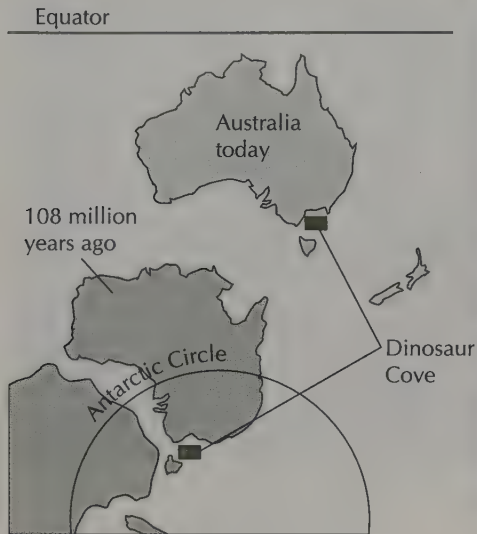 Equator
Australia
today
108 million
years ago
Antarctic Circle
Dinosaur
Cove